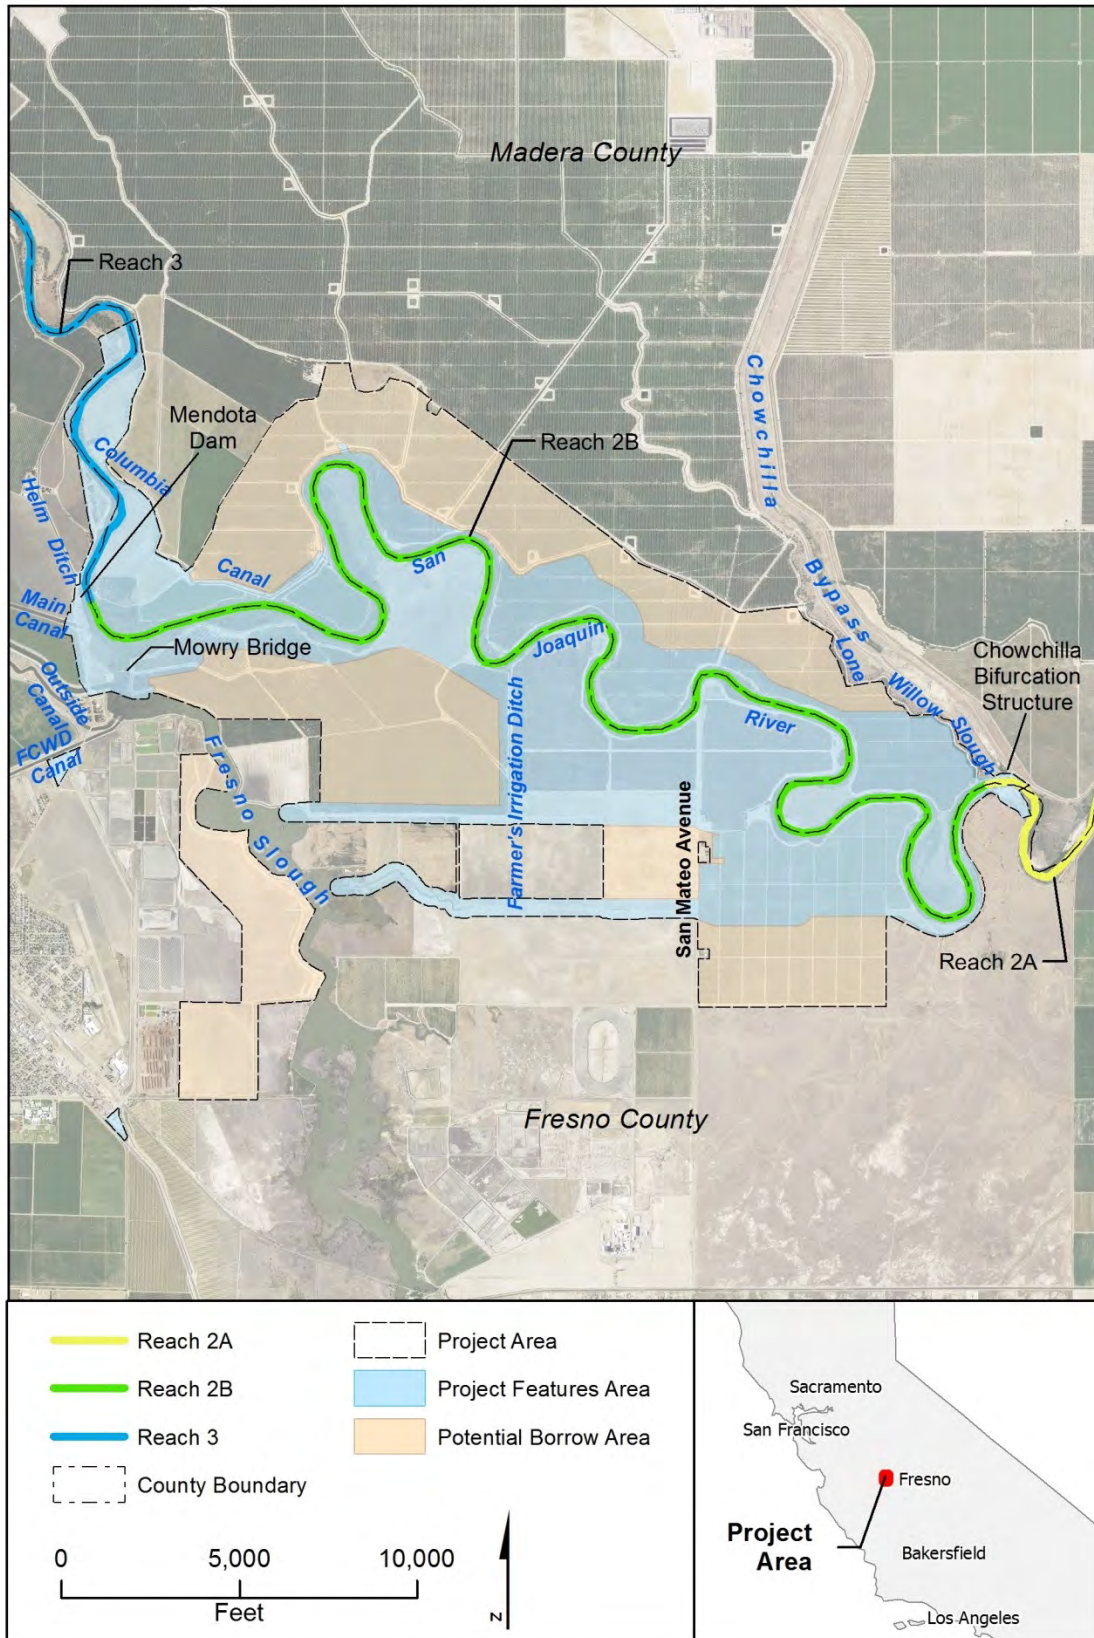 Madera County
Reach 3
Mendota
Dam
Columbia
Canal
Helm
Ditch
Main
Canal
Reach 2B
Chowchilla
Bypass
San
Joaquin
River
Lone
Willow Slough
Chowchilla
Bifurcation
Structure
Mowry Bridge
Outside
Canal
FCWD
Canal
Fresno Slough
Farmer's Irrigation Ditch
San Mateo Avenue
Reach 2A
Fresno County
Reach 2A
Reach 2B
Reach 3
County Boundary
Project Area
Project Features Area
Potential Borrow Area
0 5,000 10,000
Feet
N
Sacramento
San Francisco
Fresno
Project
Area
Bakersfield
Los Angeles